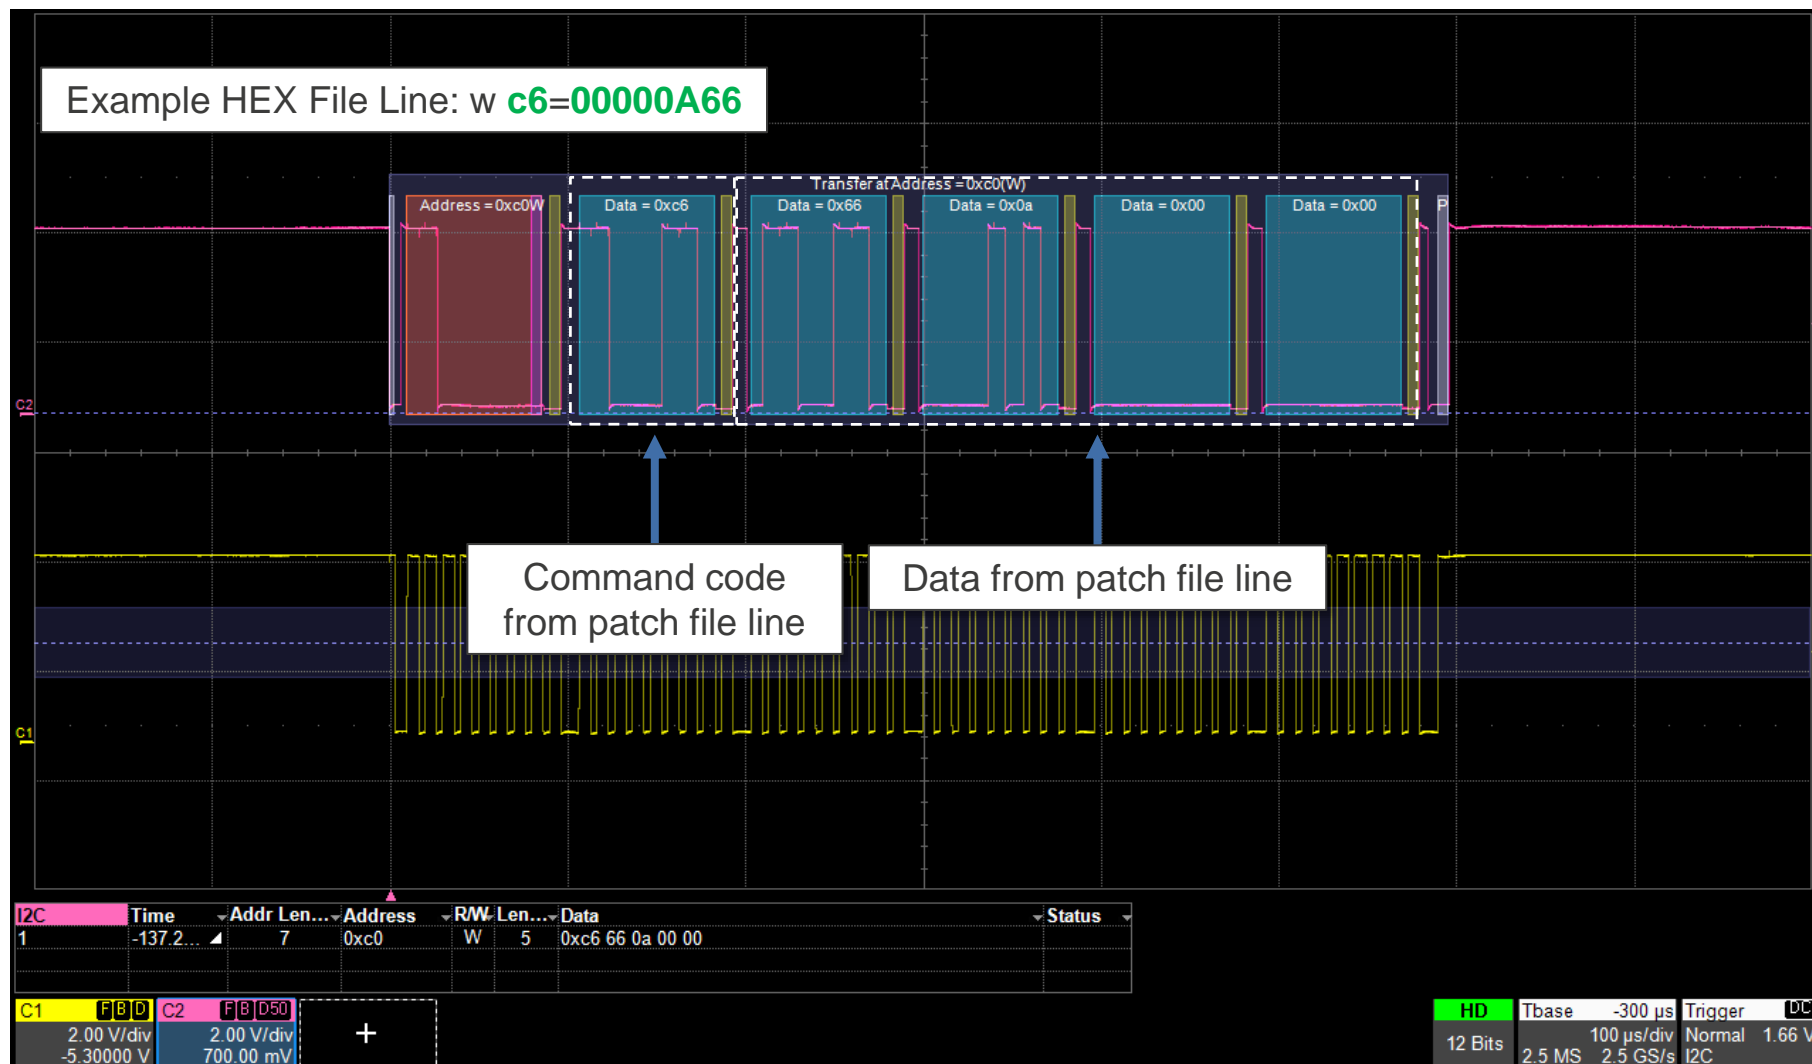 Example HEX File Line: w c6=00000A66
Transfer at Address = 0xc0(W)
Address = 0xc0W
Data = 0xc6
Data = 0x66
Data = 0x0a
Data = 0x00
Data = 0x00
P
C2
Command code
from patch file line
Data from patch file line
C1
I2C Time Addr Len... Address R/W Len... Data Status
1 -137.2... 7 0xc0 W 5 0xc6 66 0a 00 00
C1 F B D
2.00 V/div
-5.30000 V
C2 F B D50
2.00 V/div
700.00 mV
+
HD
12 Bits
Tbase -300 µs
100 µs/div
2.5 MS 2.5 GS/s
Trigger DC
Normal 1.66 V
I2C